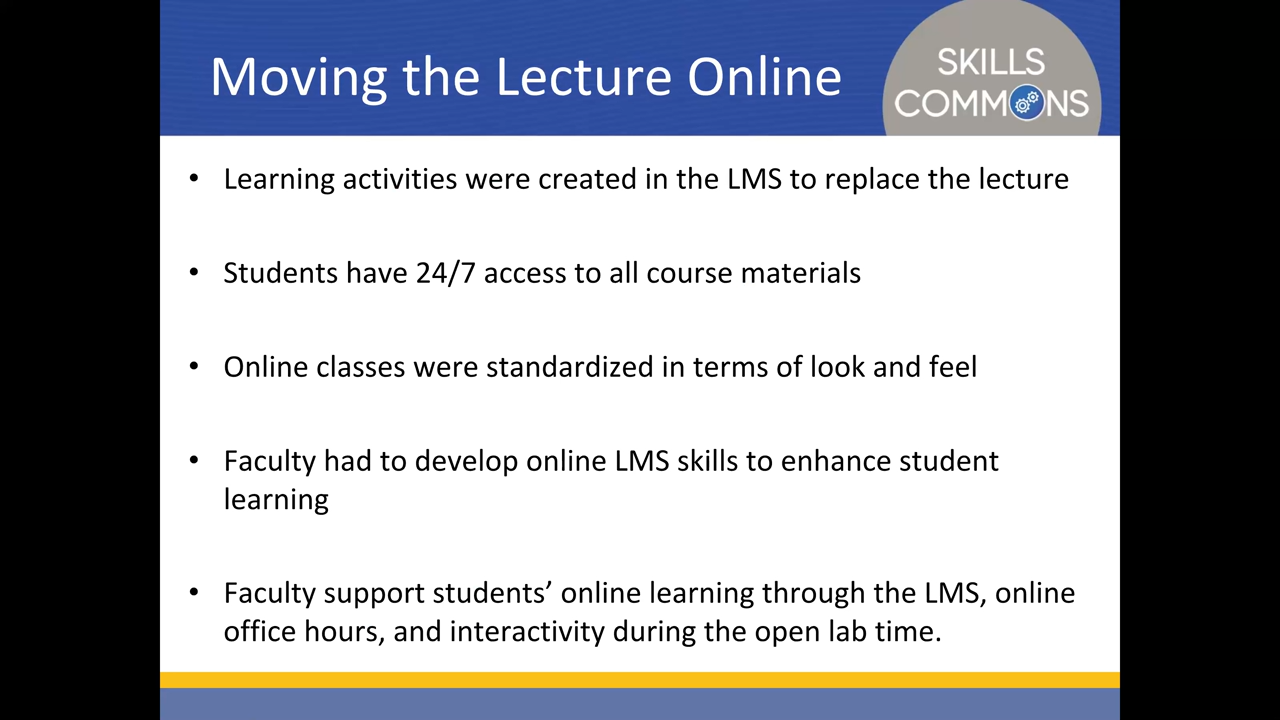 Moving the Lecture Online
SKILLS
COMMONS
• Learning activities were created in the LMS to replace the lecture
• Students have 24/7 access to all course materials
• Online classes were standardized in terms of look and feel
• Faculty had to develop online LMS skills to enhance student
learning
• Faculty support students’ online learning through the LMS, online
office hours, and interactivity during the open lab time.